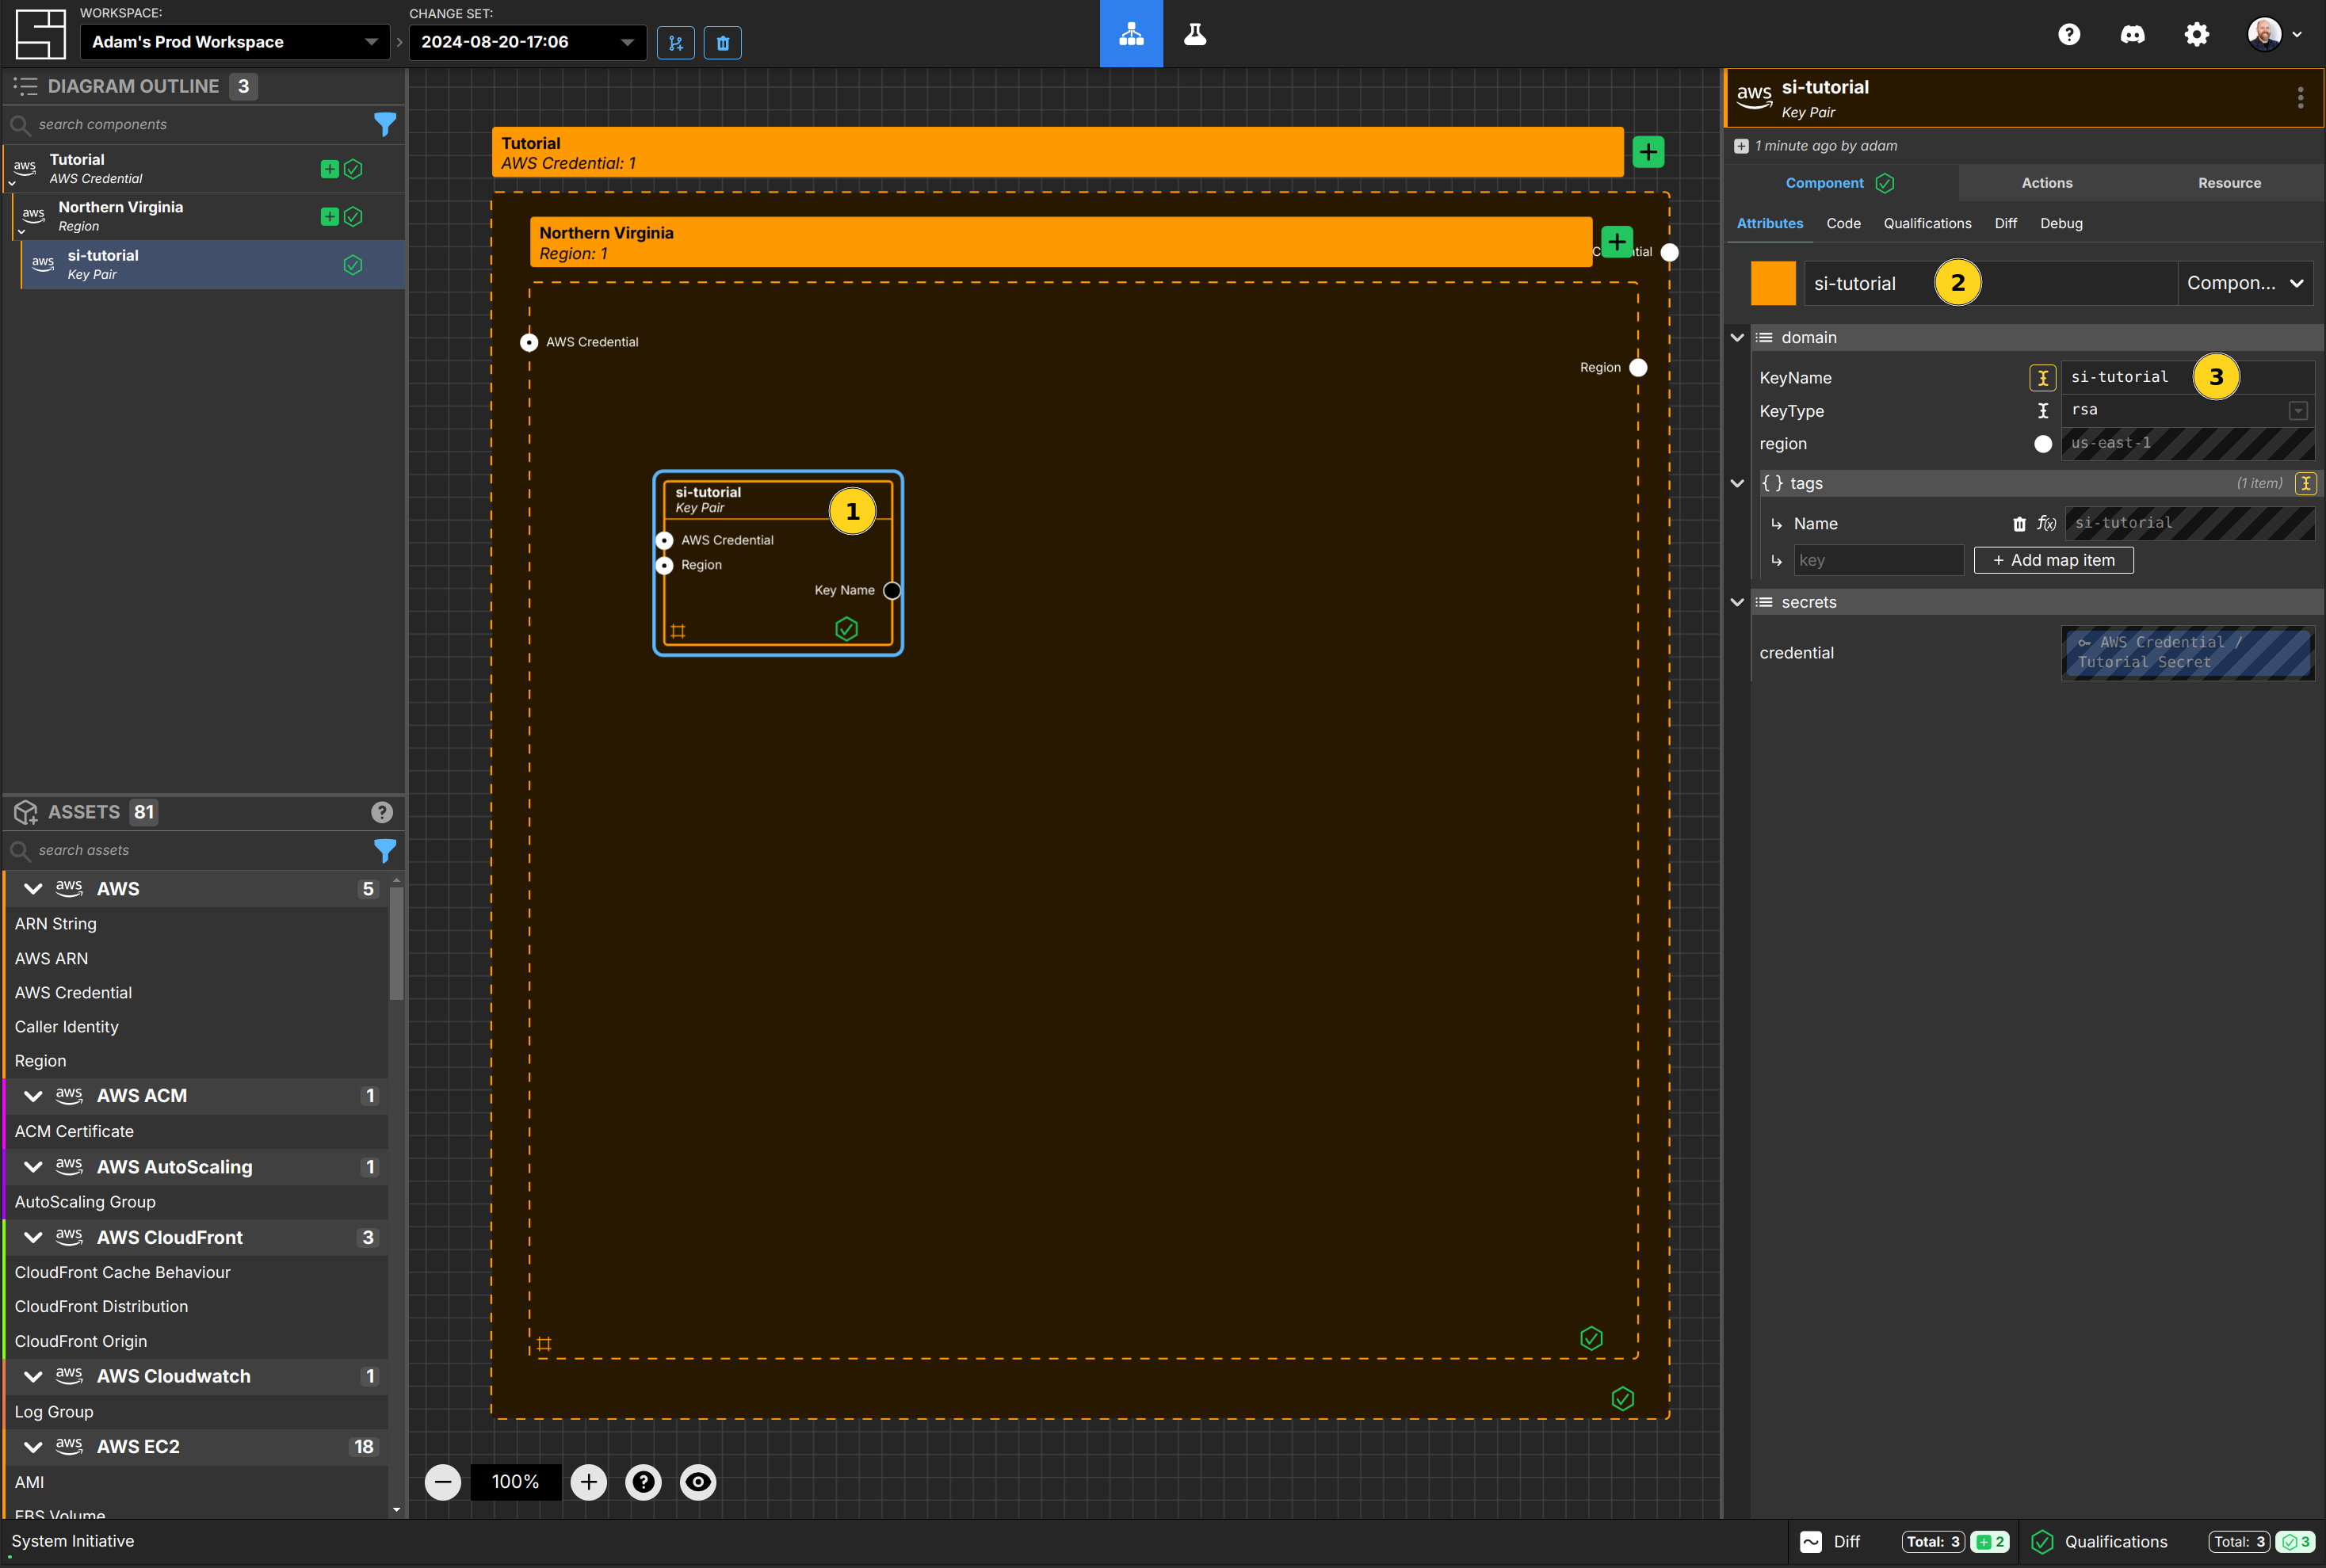 WORKSPACE:
Adam's Prod Workspace
CHANGE SET:
2024-08-20-17:06
DIAGRAM OUTLINE 3
search components
aws Tutorial
AWS Credential
aws Northern Virginia
Region
aws si-tutorial
Key Pair
ASSETS 81
search assets
aws AWS 5
ARN String
AWS ARN
AWS Credential
Caller Identity
Region
aws AWS ACM 1
ACM Certificate
aws AWS AutoScaling 1
AutoScaling Group
aws AWS CloudFront 3
CloudFront Cache Behaviour
CloudFront Distribution
CloudFront Origin
aws AWS Cloudwatch 1
Log Group
aws AWS EC2 18
AMI
EBS Volume
Tutorial
AWS Credential: 1
Northern Virginia
Region: 1
AWS Credential
Region
si-tutorial
Key Pair
1
AWS Credential
Region
Key Name
100%
aws si-tutorial
Key Pair
1 minute ago by adam
Component Actions Resource
Attributes Code Qualifications Diff Debug
si-tutorial 2 Compon...
domain
KeyName si-tutorial 3
KeyType rsa
region us-east-1
{ } tags (1 item)
Name f(x) si-tutorial
key + Add map item
secrets
credential AWS Credential /
Tutorial Secret
System Initiative
Diff Total: 3 2 Qualifications Total: 3 3